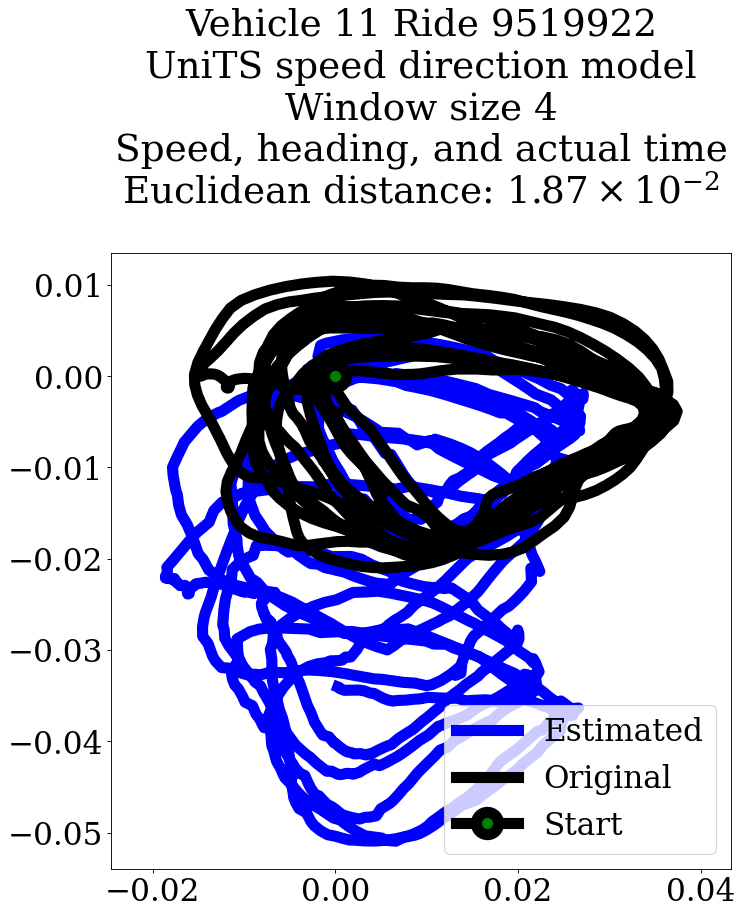 Vehicle 11 Ride 9519922
UniTS speed direction model
Window size 4
Speed, heading, and actual time
Euclidean distance: 1.87 × 10⁻²
0.01
0.00
−0.01
−0.02
−0.03
−0.04
−0.05
Estimated
Original
Start
−0.02 0.00 0.02 0.04